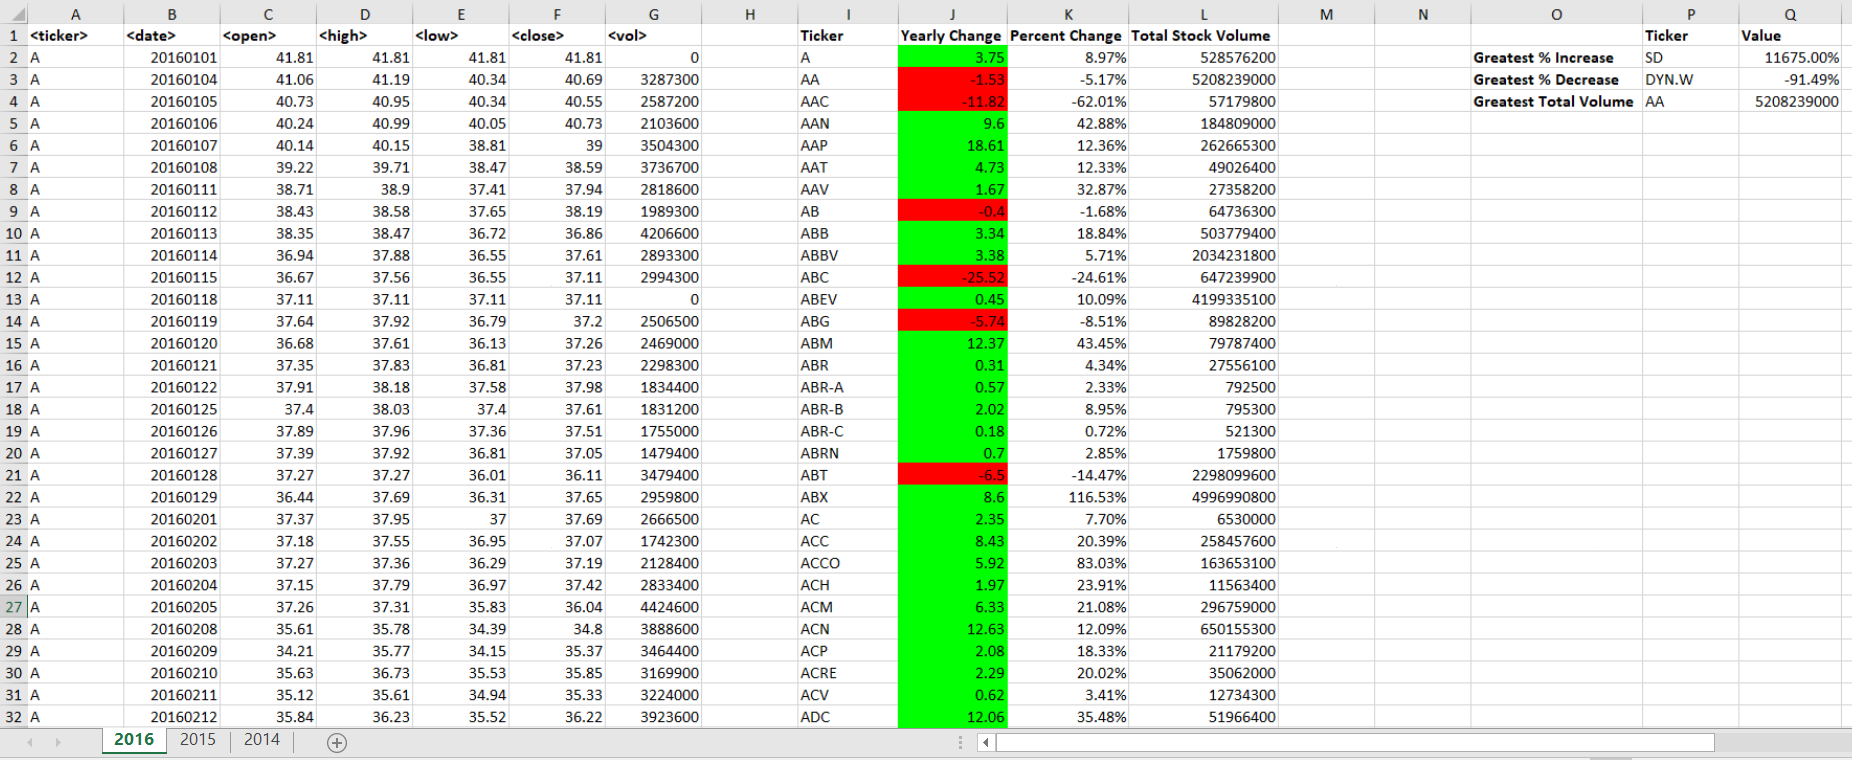 A B C D E F G H I J K L M N O P Q
1 <ticker> <date> <open> <high> <low> <close> <vol> Ticker Yearly Change Percent Change Total Stock Volume Ticker Value
2 A 20160101 41.81 41.81 41.81 41.81 0 A 3.75 8.97% 528576200 Greatest % Increase SD 11675.00%
3 A 20160104 41.06 41.19 40.34 40.69 3287300 AA -1.53 -5.17% 5208239000 Greatest % Decrease DYN.W -91.49%
4 A 20160105 40.73 40.95 40.34 40.55 2587200 AAC -11.82 -62.01% 57179800 Greatest Total Volume AA 5208239000
5 A 20160106 40.24 40.99 40.05 40.73 2103600 AAN 9.6 42.88% 184809000
6 A 20160107 40.14 40.15 38.81 39 3504300 AAP 18.61 12.36% 262665300
7 A 20160108 39.22 39.71 38.47 38.59 3736700 AAT 4.73 12.33% 49026400
8 A 20160111 38.71 38.9 37.41 37.94 2818600 AAV 1.67 32.87% 27358200
9 A 20160112 38.43 38.58 37.65 38.19 1989300 AB -0.4 -1.68% 64736300
10 A 20160113 38.35 38.47 36.72 36.86 4206600 ABB 3.34 18.84% 503779400
11 A 20160114 36.94 37.88 36.55 37.61 2893300 ABBV 3.38 5.71% 2034231800
12 A 20160115 36.67 37.56 36.55 37.11 2994300 ABC -25.52 -24.61% 647239900
13 A 20160118 37.11 37.11 37.11 37.11 0 ABEV 0.45 10.09% 4199335100
14 A 20160119 37.64 37.92 36.79 37.2 2506500 ABG -5.74 -8.51% 89828200
15 A 20160120 36.68 37.61 36.13 37.26 2469000 ABM 12.37 43.45% 79787400
16 A 20160121 37.35 37.83 36.81 37.23 2298300 ABR 0.31 4.34% 27556100
17 A 20160122 37.91 38.18 37.58 37.98 1834400 ABR-A 0.57 2.33% 792500
18 A 20160125 37.4 38.03 37.4 37.61 1831200 ABR-B 2.02 8.95% 795300
19 A 20160126 37.89 37.96 37.36 37.51 1755000 ABR-C 0.18 0.72% 521300
20 A 20160127 37.39 37.92 36.81 37.05 1479400 ABRN 0.7 2.85% 1759800
21 A 20160128 37.27 37.27 36.01 36.11 3479400 ABT -6.5 -14.47% 2298099600
22 A 20160129 36.44 37.69 36.31 37.65 2959800 ABX 8.6 116.53% 4996990800
23 A 20160201 37.37 37.95 37 37.69 2666500 AC 2.35 7.70% 6530000
24 A 20160202 37.18 37.55 36.95 37.07 1742300 ACC 8.43 20.39% 258457600
25 A 20160203 37.27 37.36 36.29 37.19 2128400 ACCO 5.92 83.03% 163653100
26 A 20160204 37.15 37.79 36.97 37.42 2833400 ACH 1.97 23.91% 11563400
27 A 20160205 37.26 37.31 35.83 36.04 4424600 ACM 6.33 21.08% 296759000
28 A 20160208 35.61 35.78 34.39 34.8 3888600 ACN 12.63 12.09% 650155300
29 A 20160209 34.21 35.77 34.15 35.37 3464400 ACP 2.08 18.33% 21179200
30 A 20160210 35.63 36.73 35.53 35.85 3169900 ACRE 2.29 20.02% 35062000
31 A 20160211 35.12 35.61 34.94 35.33 3224000 ACV 0.62 3.41% 12734300
32 A 20160212 35.84 36.23 35.52 36.22 3923600 ADC 12.06 35.48% 51966400
2016 2015 2014